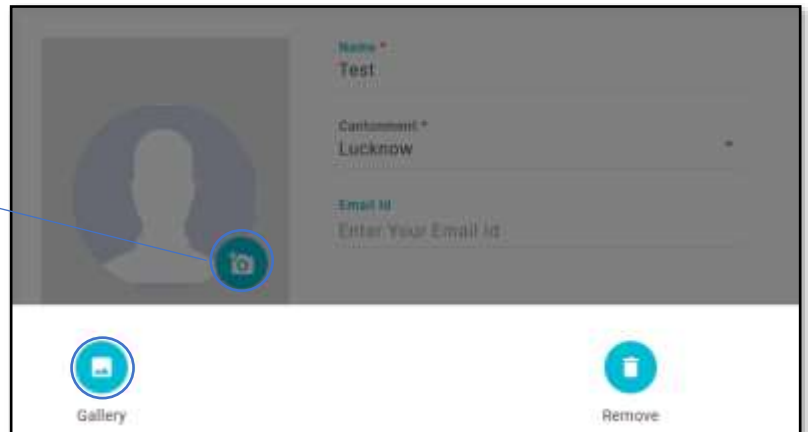 Name *
Test
Cantonment *
Lucknow
Email Id
Enter Your Email id
Gallery
Remove